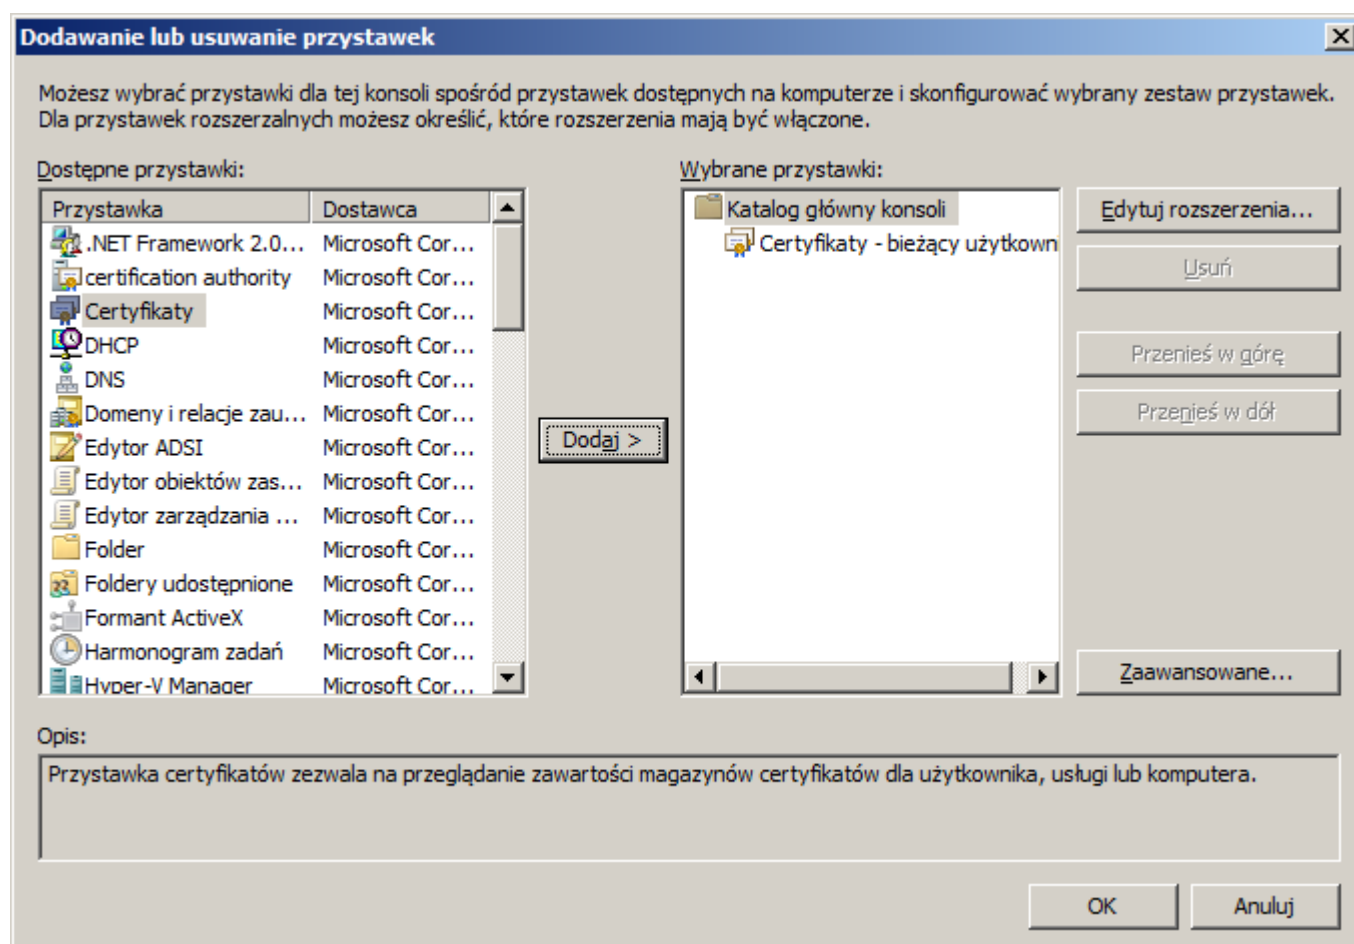 Dodawanie lub usuwanie przystawek
Możesz wybrać przystawki dla tej konsoli spośród przystawek dostępnych na komputerze i skonfigurować wybrany zestaw przystawek.
Dla przystawek rozszerzalnych możesz określić, które rozszerzenia mają być włączone.
Dostępne przystawki:
Przystawka Dostawca
.NET Framework 2.0... Microsoft Cor...
certification authority Microsoft Cor...
Certyfikaty Microsoft Cor...
DHCP Microsoft Cor...
DNS Microsoft Cor...
Domeny i relacje zau... Microsoft Cor...
Edytor ADSI Microsoft Cor...
Edytor obiektów zas... Microsoft Cor...
Edytor zarządzania ... Microsoft Cor...
Folder Microsoft Cor...
Foldery udostępnione Microsoft Cor...
Formant ActiveX Microsoft Cor...
Harmonogram zadań Microsoft Cor...
Hyper-V Manager Microsoft Cor...
Dodaj >
Wybrane przystawki:
Katalog główny konsoli
Certyfikaty - bieżący użytkowni
Edytuj rozszerzenia...
Usuń
Przenieś w górę
Przenieś w dół
Zaawansowane...
Opis:
Przystawka certyfikatów zezwala na przeglądanie zawartości magazynów certyfikatów dla użytkownika, usługi lub komputera.
OK Anuluj